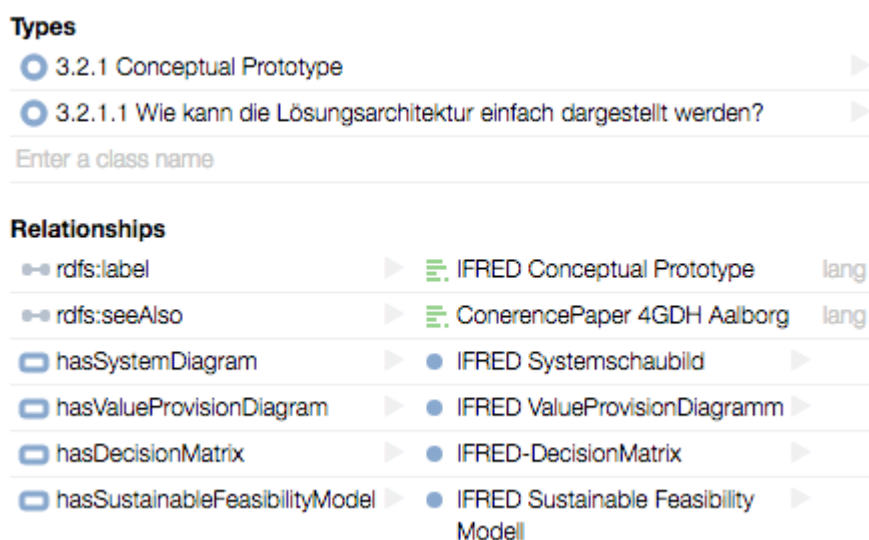 Types
3.2.1 Conceptual Prototype
3.2.1.1 Wie kann die Lösungsarchitektur einfach dargestellt werden?
Enter a class name
Relationships
rdfs:label IFRED Conceptual Prototype lang
rdfs:seeAlso ConerencePaper 4GDH Aalborg lang
hasSystemDiagram IFRED Systemschaubild
hasValueProvisionDiagram IFRED ValueProvisionDiagramm
hasDecisionMatrix IFRED-DecisionMatrix
hasSustainableFeasibilityModel IFRED Sustainable Feasibility
Modell